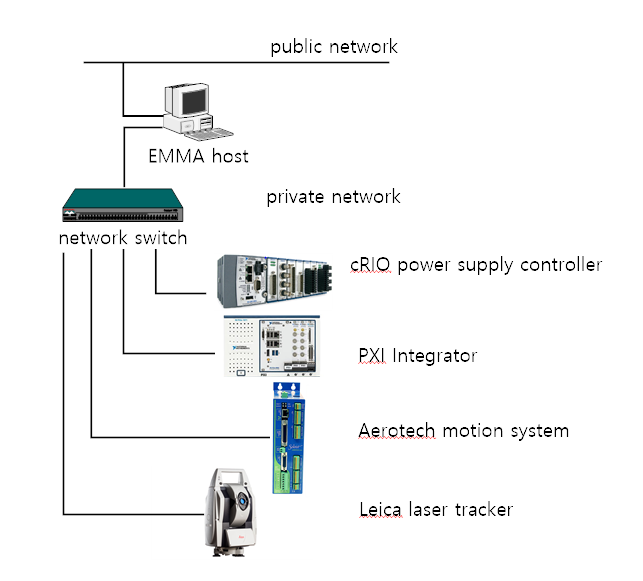 public network
EMMA host
private network
network switch
cRIO power supply controller
PXI Integrator
Aerotech motion system
Leica laser tracker